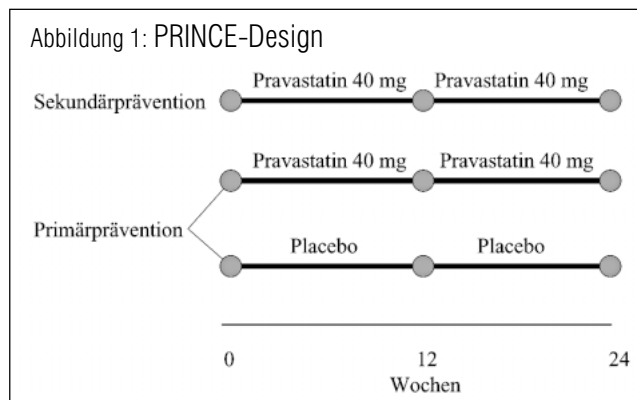 Abbildung 1: PRINCE-Design
Pravastatin 40 mg Pravastatin 40 mg
Sekundärprävention
Pravastatin 40 mg Pravastatin 40 mg
Primärprävention
Placebo Placebo
0 12 24
Wochen